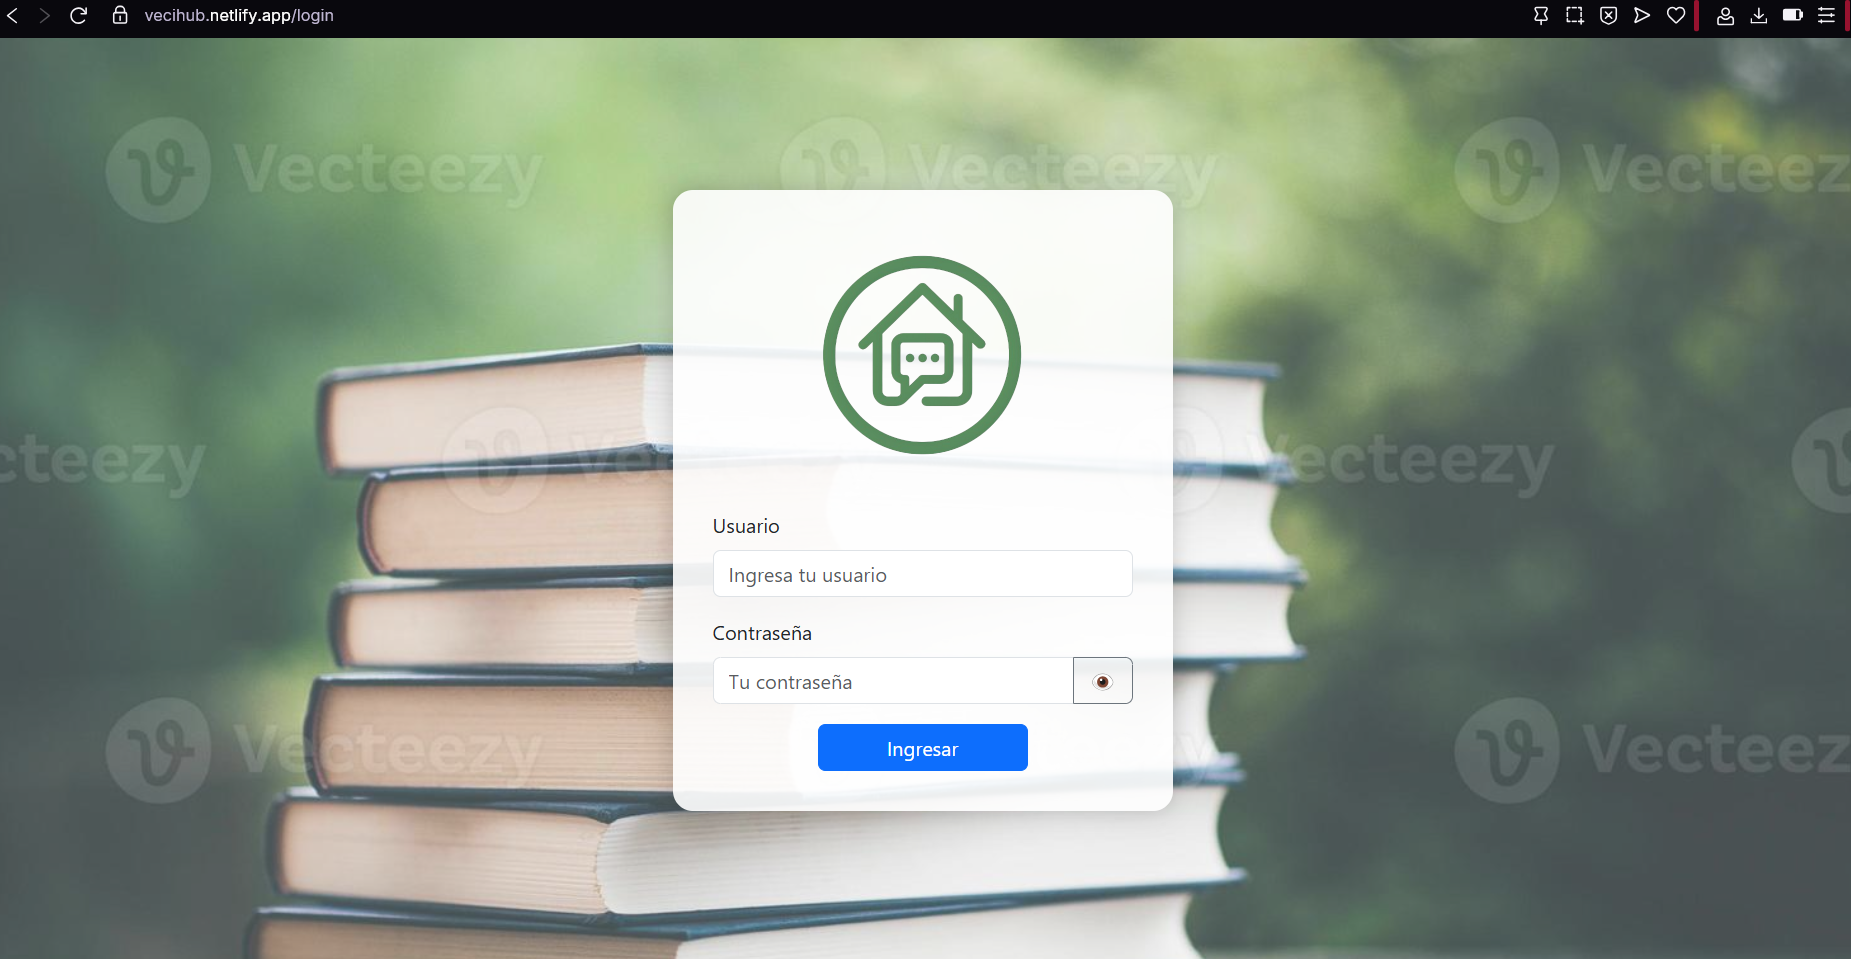 vecihub.netlify.app/login
Vecteezy
Vecteezy
Vecteez
cteezy
Vecteezy
Usuario
Ingresa tu usuario
Contraseña
Tu contraseña
Vecteezy
Vecteez
Ingresar